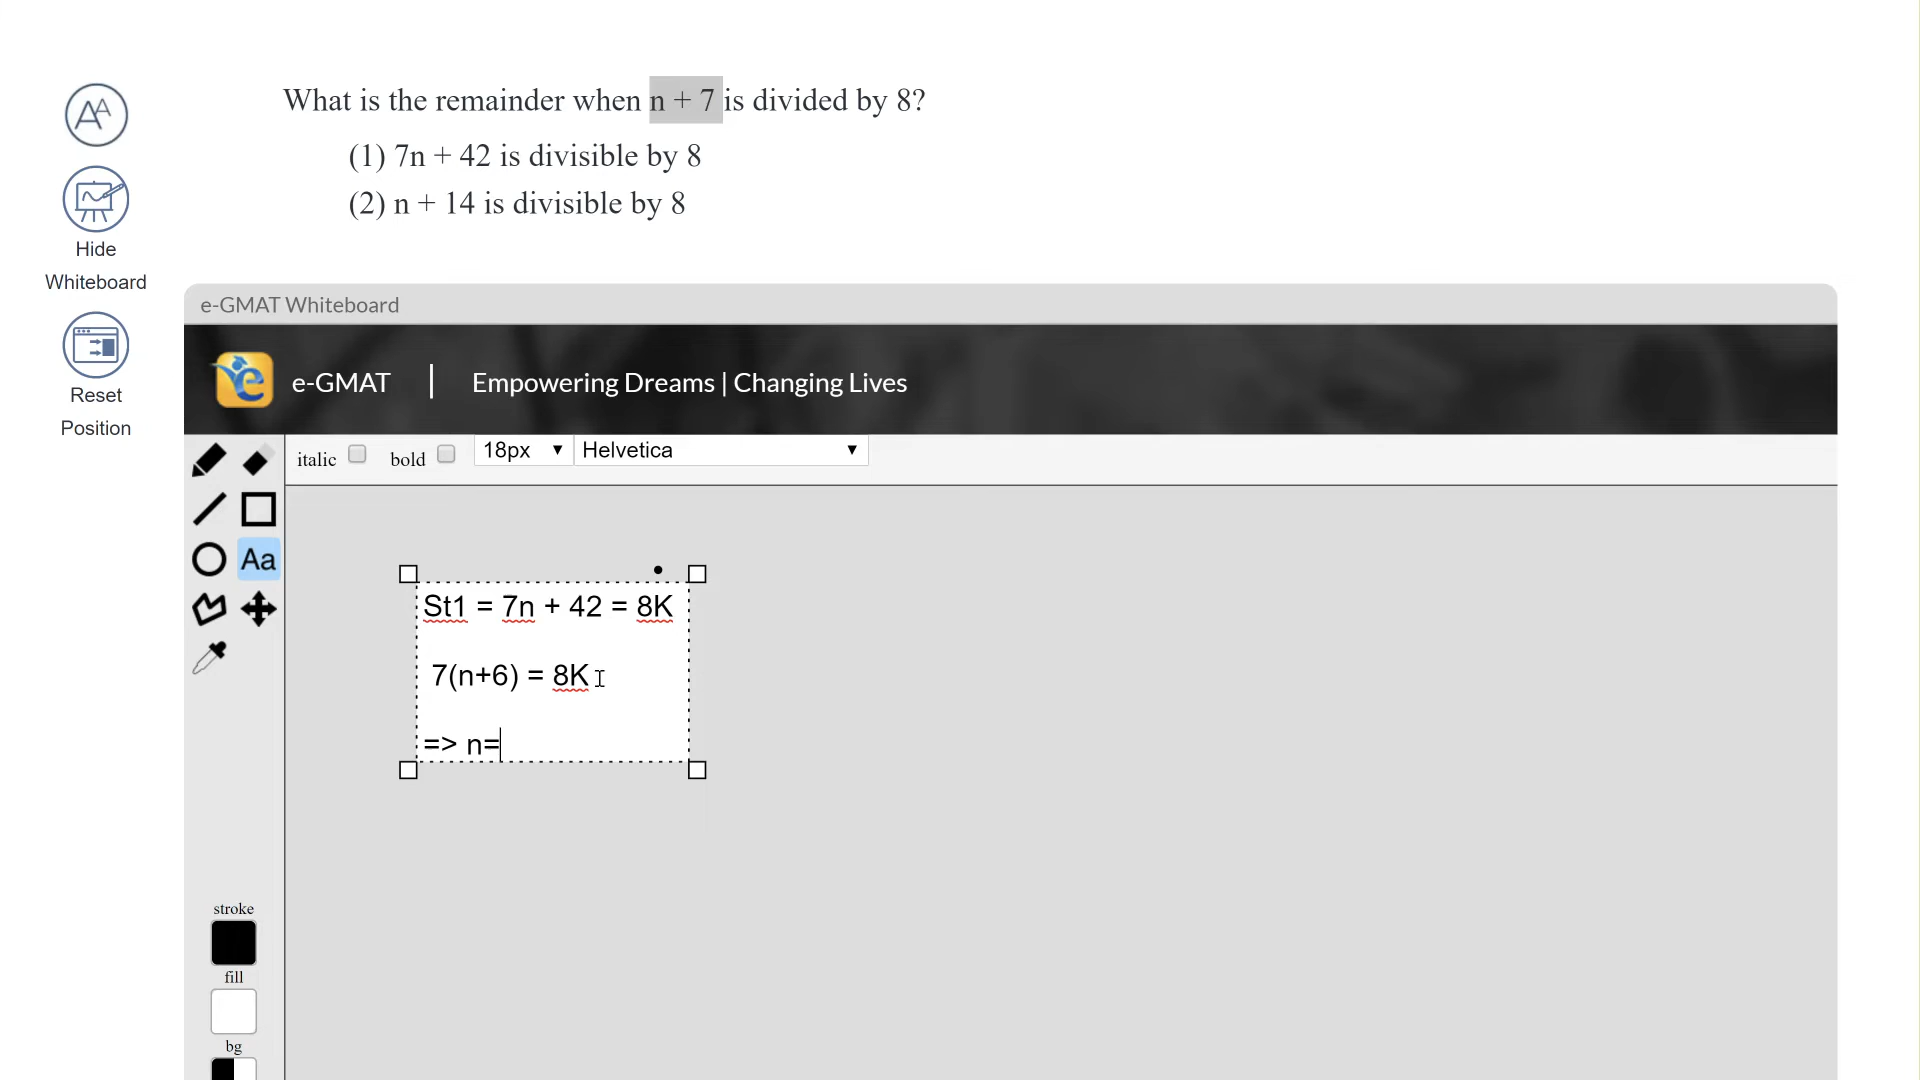 What is the remainder when n + 7 is divided by 8?
(1) 7n + 42 is divisible by 8
(2) n + 14 is divisible by 8
Hide
Whiteboard
Reset
Position
e-GMAT Whiteboard
e-GMAT | Empowering Dreams | Changing Lives
italic bold 18px Helvetica
Aa
St1 = 7n + 42 = 8K
7(n+6) = 8K
=> n=
stroke
fill
bg